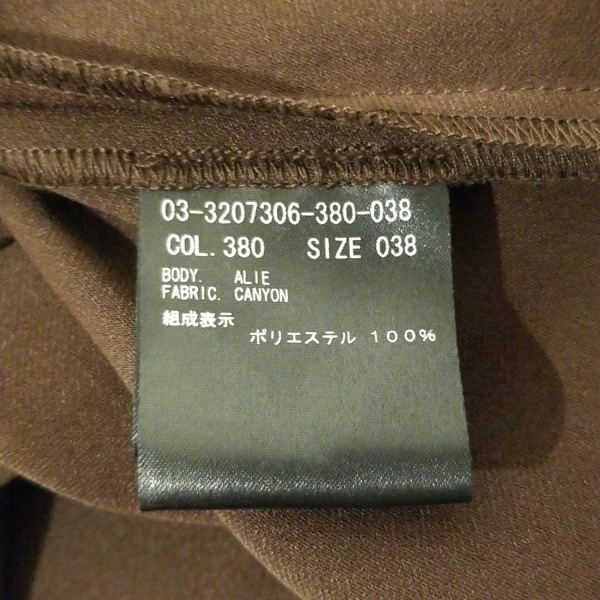 03-3207306-380-038
COL. 380 SIZE 038
BODY. ALIE
FABRIC. CANYON
組成表示
ポリエステル 100%